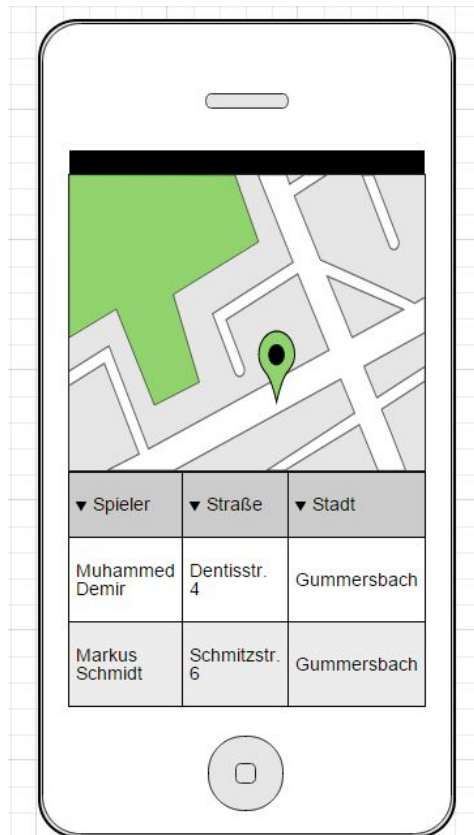 ▼ Spieler ▼ Straße ▼ Stadt
Muhammed Demir Dentisstr. 4 Gummersbach
Markus Schmidt Schmitzstr. 6 Gummersbach